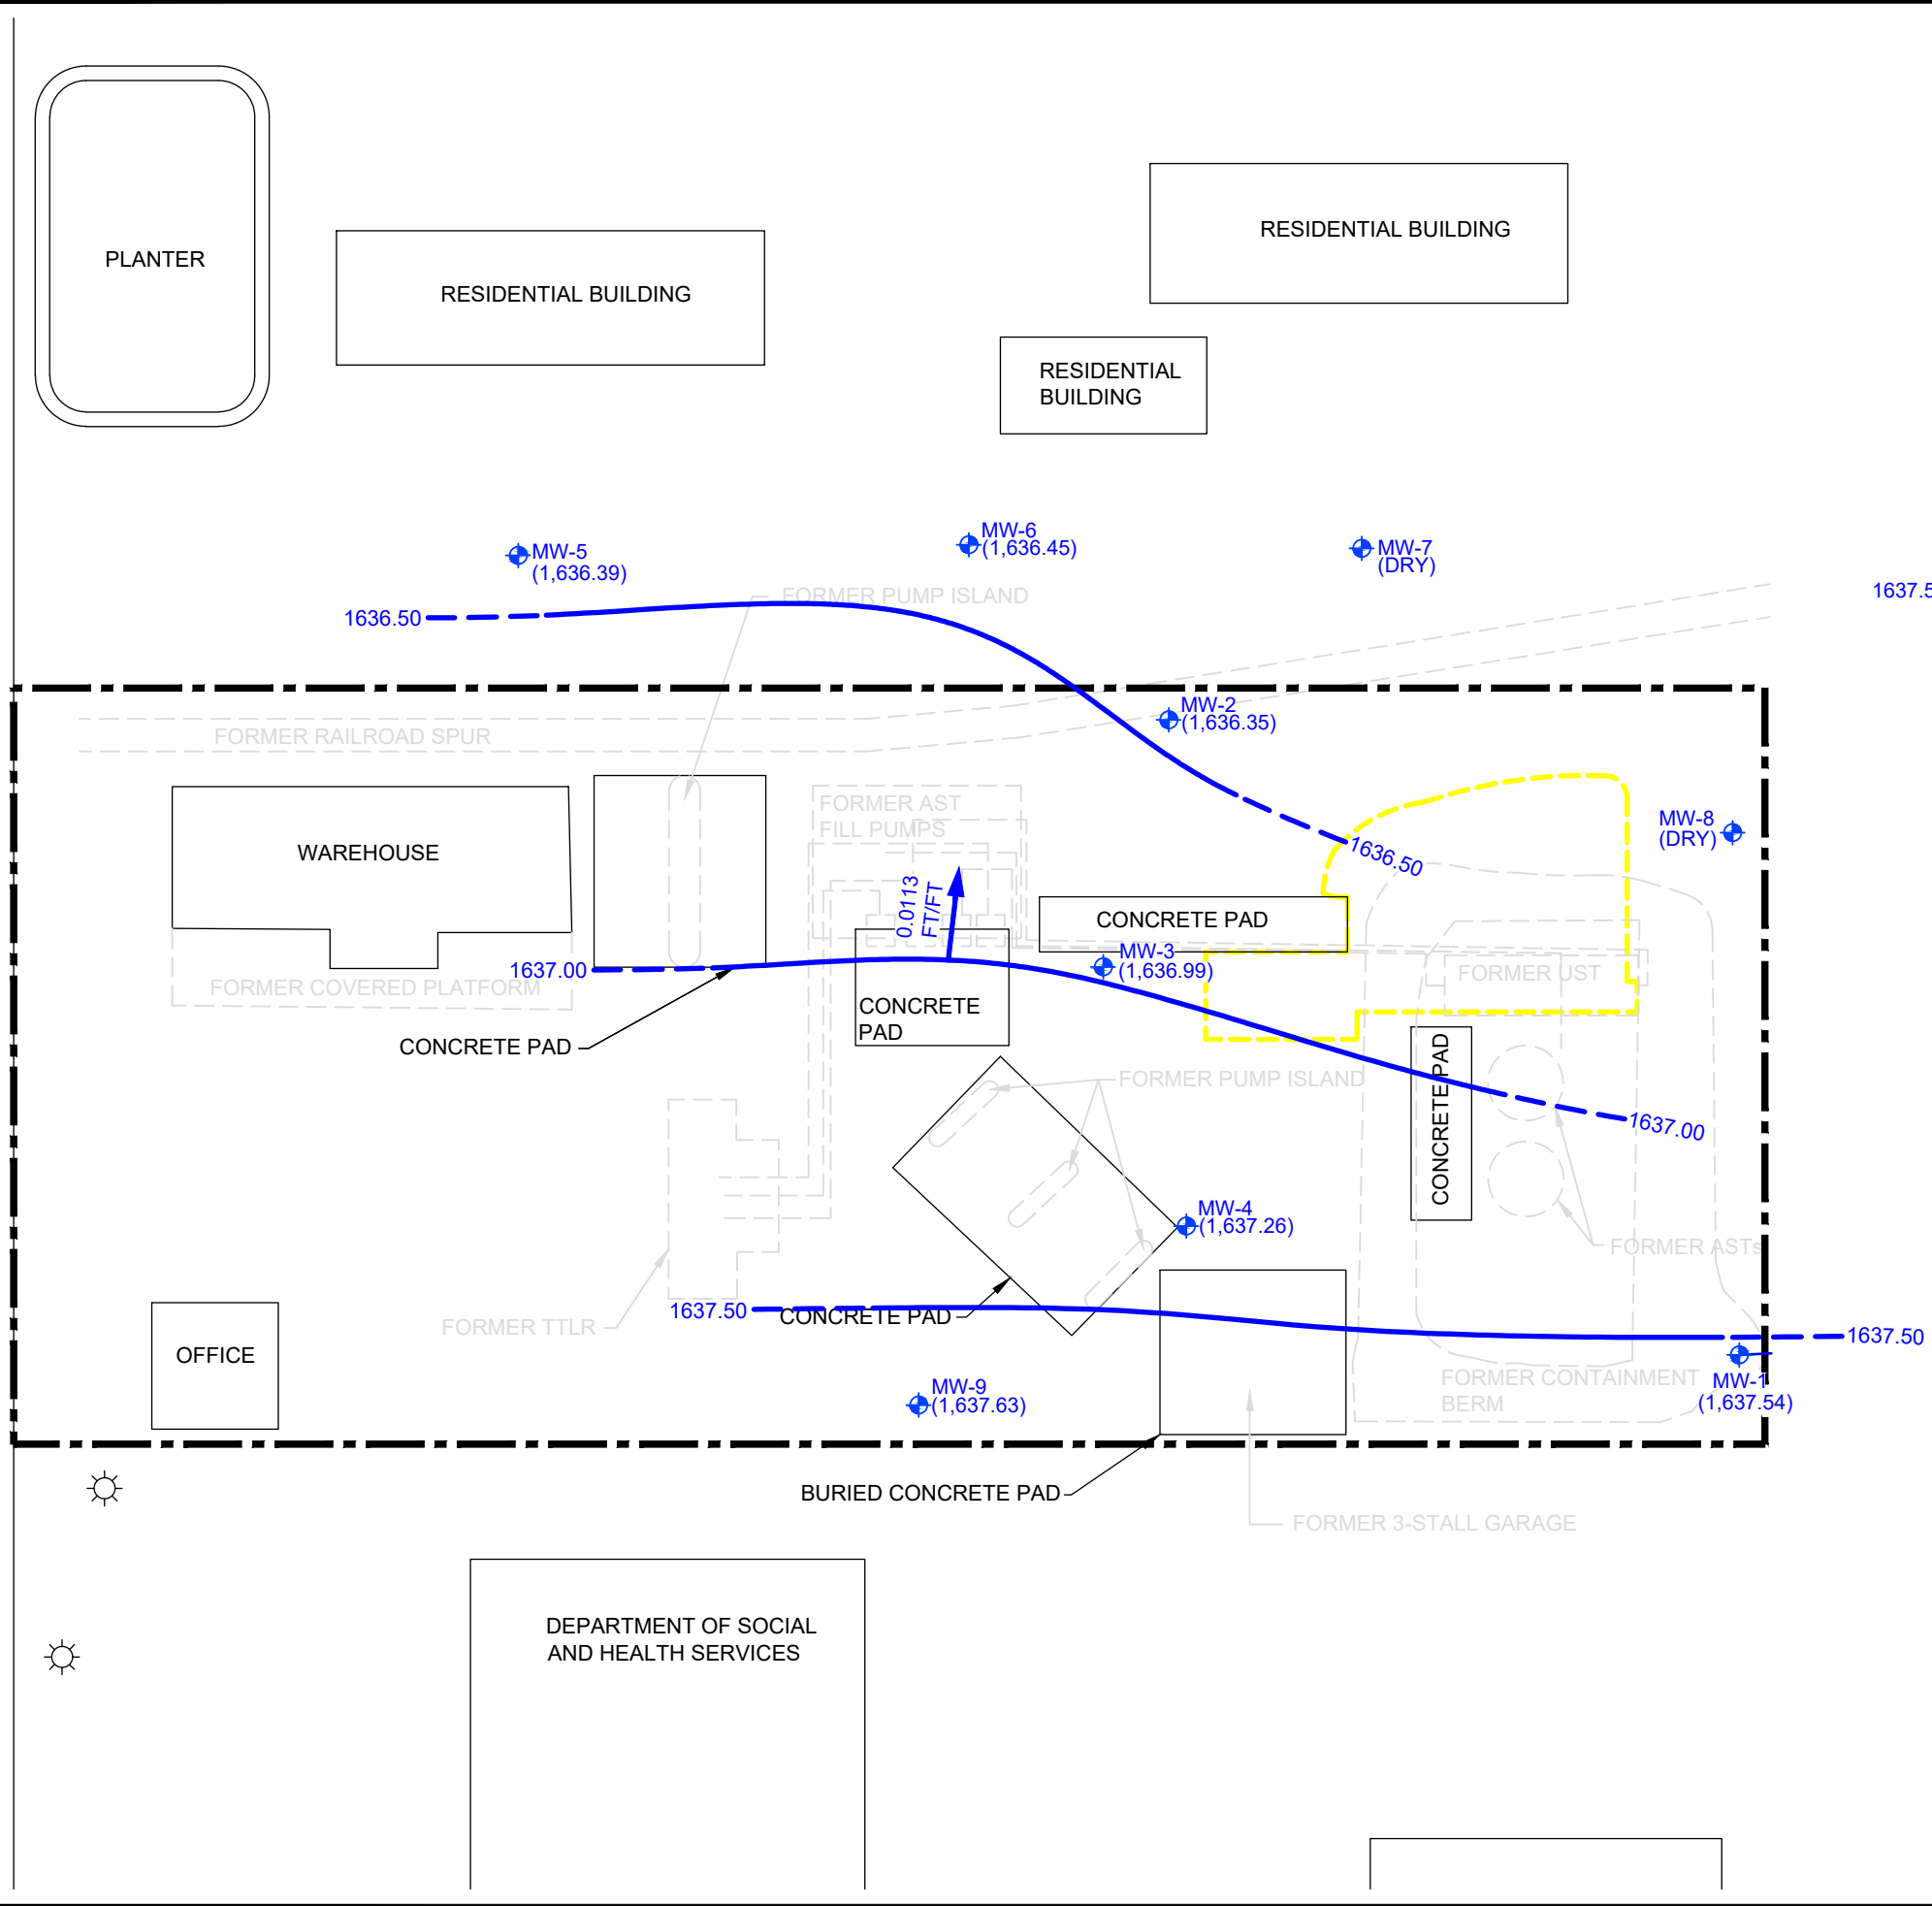 PLANTER
RESIDENTIAL BUILDING
RESIDENTIAL BUILDING
RESIDENTIAL
BUILDING
MW-5
(1,636.39)
MW-6
(1,636.45)
MW-7
(DRY)
1636.50
FORMER PUMP ISLAND
1637.5
MW-2
(1,636.35)
FORMER RAILROAD SPUR
FORMER AST
FILL PUMPS
WAREHOUSE
MW-8
(DRY)
1636.50
0.0113
FT/FT
CONCRETE PAD
MW-3
(1,636.99)
1637.00
FORMER COVERED PLATFORM
FORMER UST
CONCRETE
PAD
CONCRETE PAD
CONCRETE PAD
FORMER PUMP ISLAND
1637.00
MW-4
(1,637.26)
FORMER ASTs
1637.50
CONCRETE PAD
FORMER TTLR
1637.50
OFFICE
MW-9
(1,637.63)
FORMER CONTAINMENT
BERM
MW-1
(1,637.54)
BURIED CONCRETE PAD
FORMER 3-STALL GARAGE
DEPARTMENT OF SOCIAL
AND HEALTH SERVICES